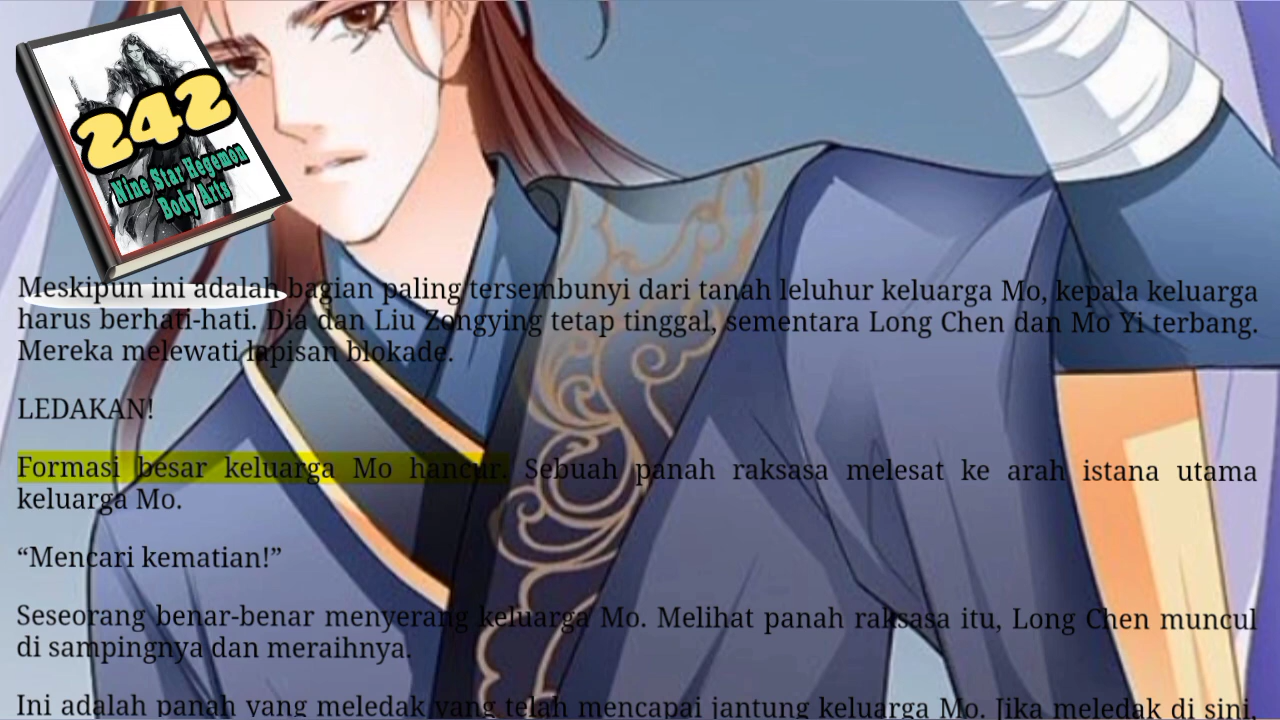 242
Nine Star Hegemon
Body Arts
Meskipun ini adalah bagian paling tersembunyi dari tanah leluhur keluarga Mo, kepala keluarga
harus berhati-hati. Dia dan Liu Zongying tetap tinggal, sementara Long Chen dan Mo Yi terbang.
Mereka melewati lapisan blokade.
LEDAKAN!
Formasi besar keluarga Mo hancur. Sebuah panah raksasa melesat ke arah istana utama
keluarga Mo.
“Mencari kematian!”
Seseorang benar-benar menyerang keluarga Mo. Melihat panah raksasa itu, Long Chen muncul
di sampingnya dan meraihnya.
Ini adalah panah yang meledak yang telah mencapai jantung keluarga Mo. Jika meledak di sini,